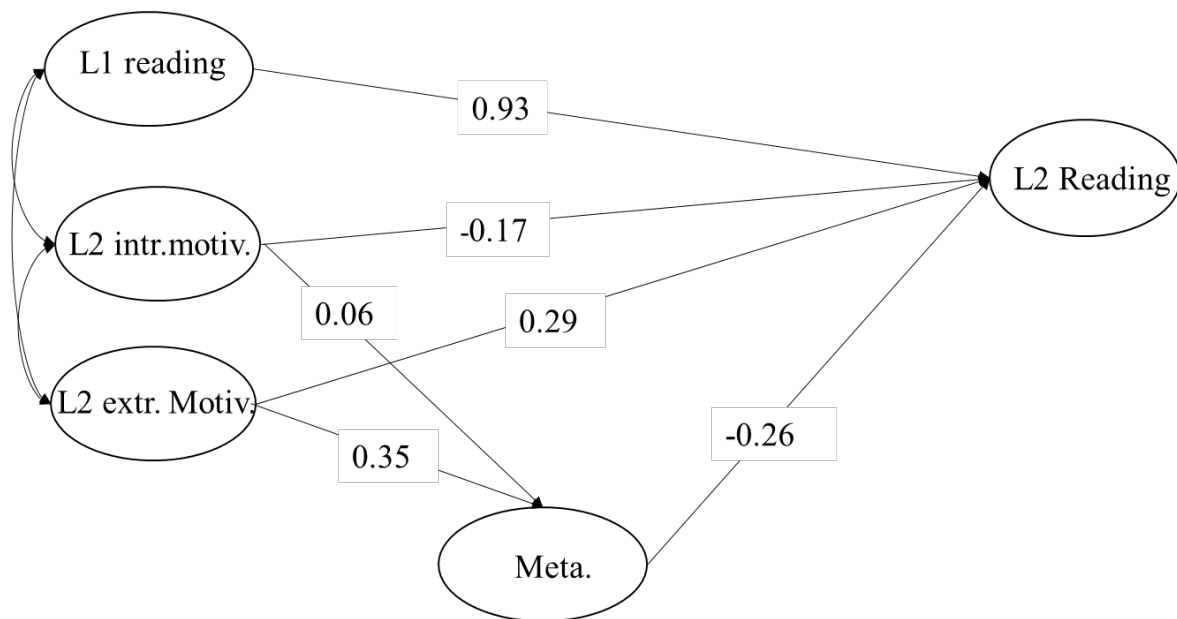 L1 reading
0.93
L2 Reading
L2 intr.motiv.
-0.17
0.06
0.29
L2 extr. Motiv.
0.35
-0.26
Meta.